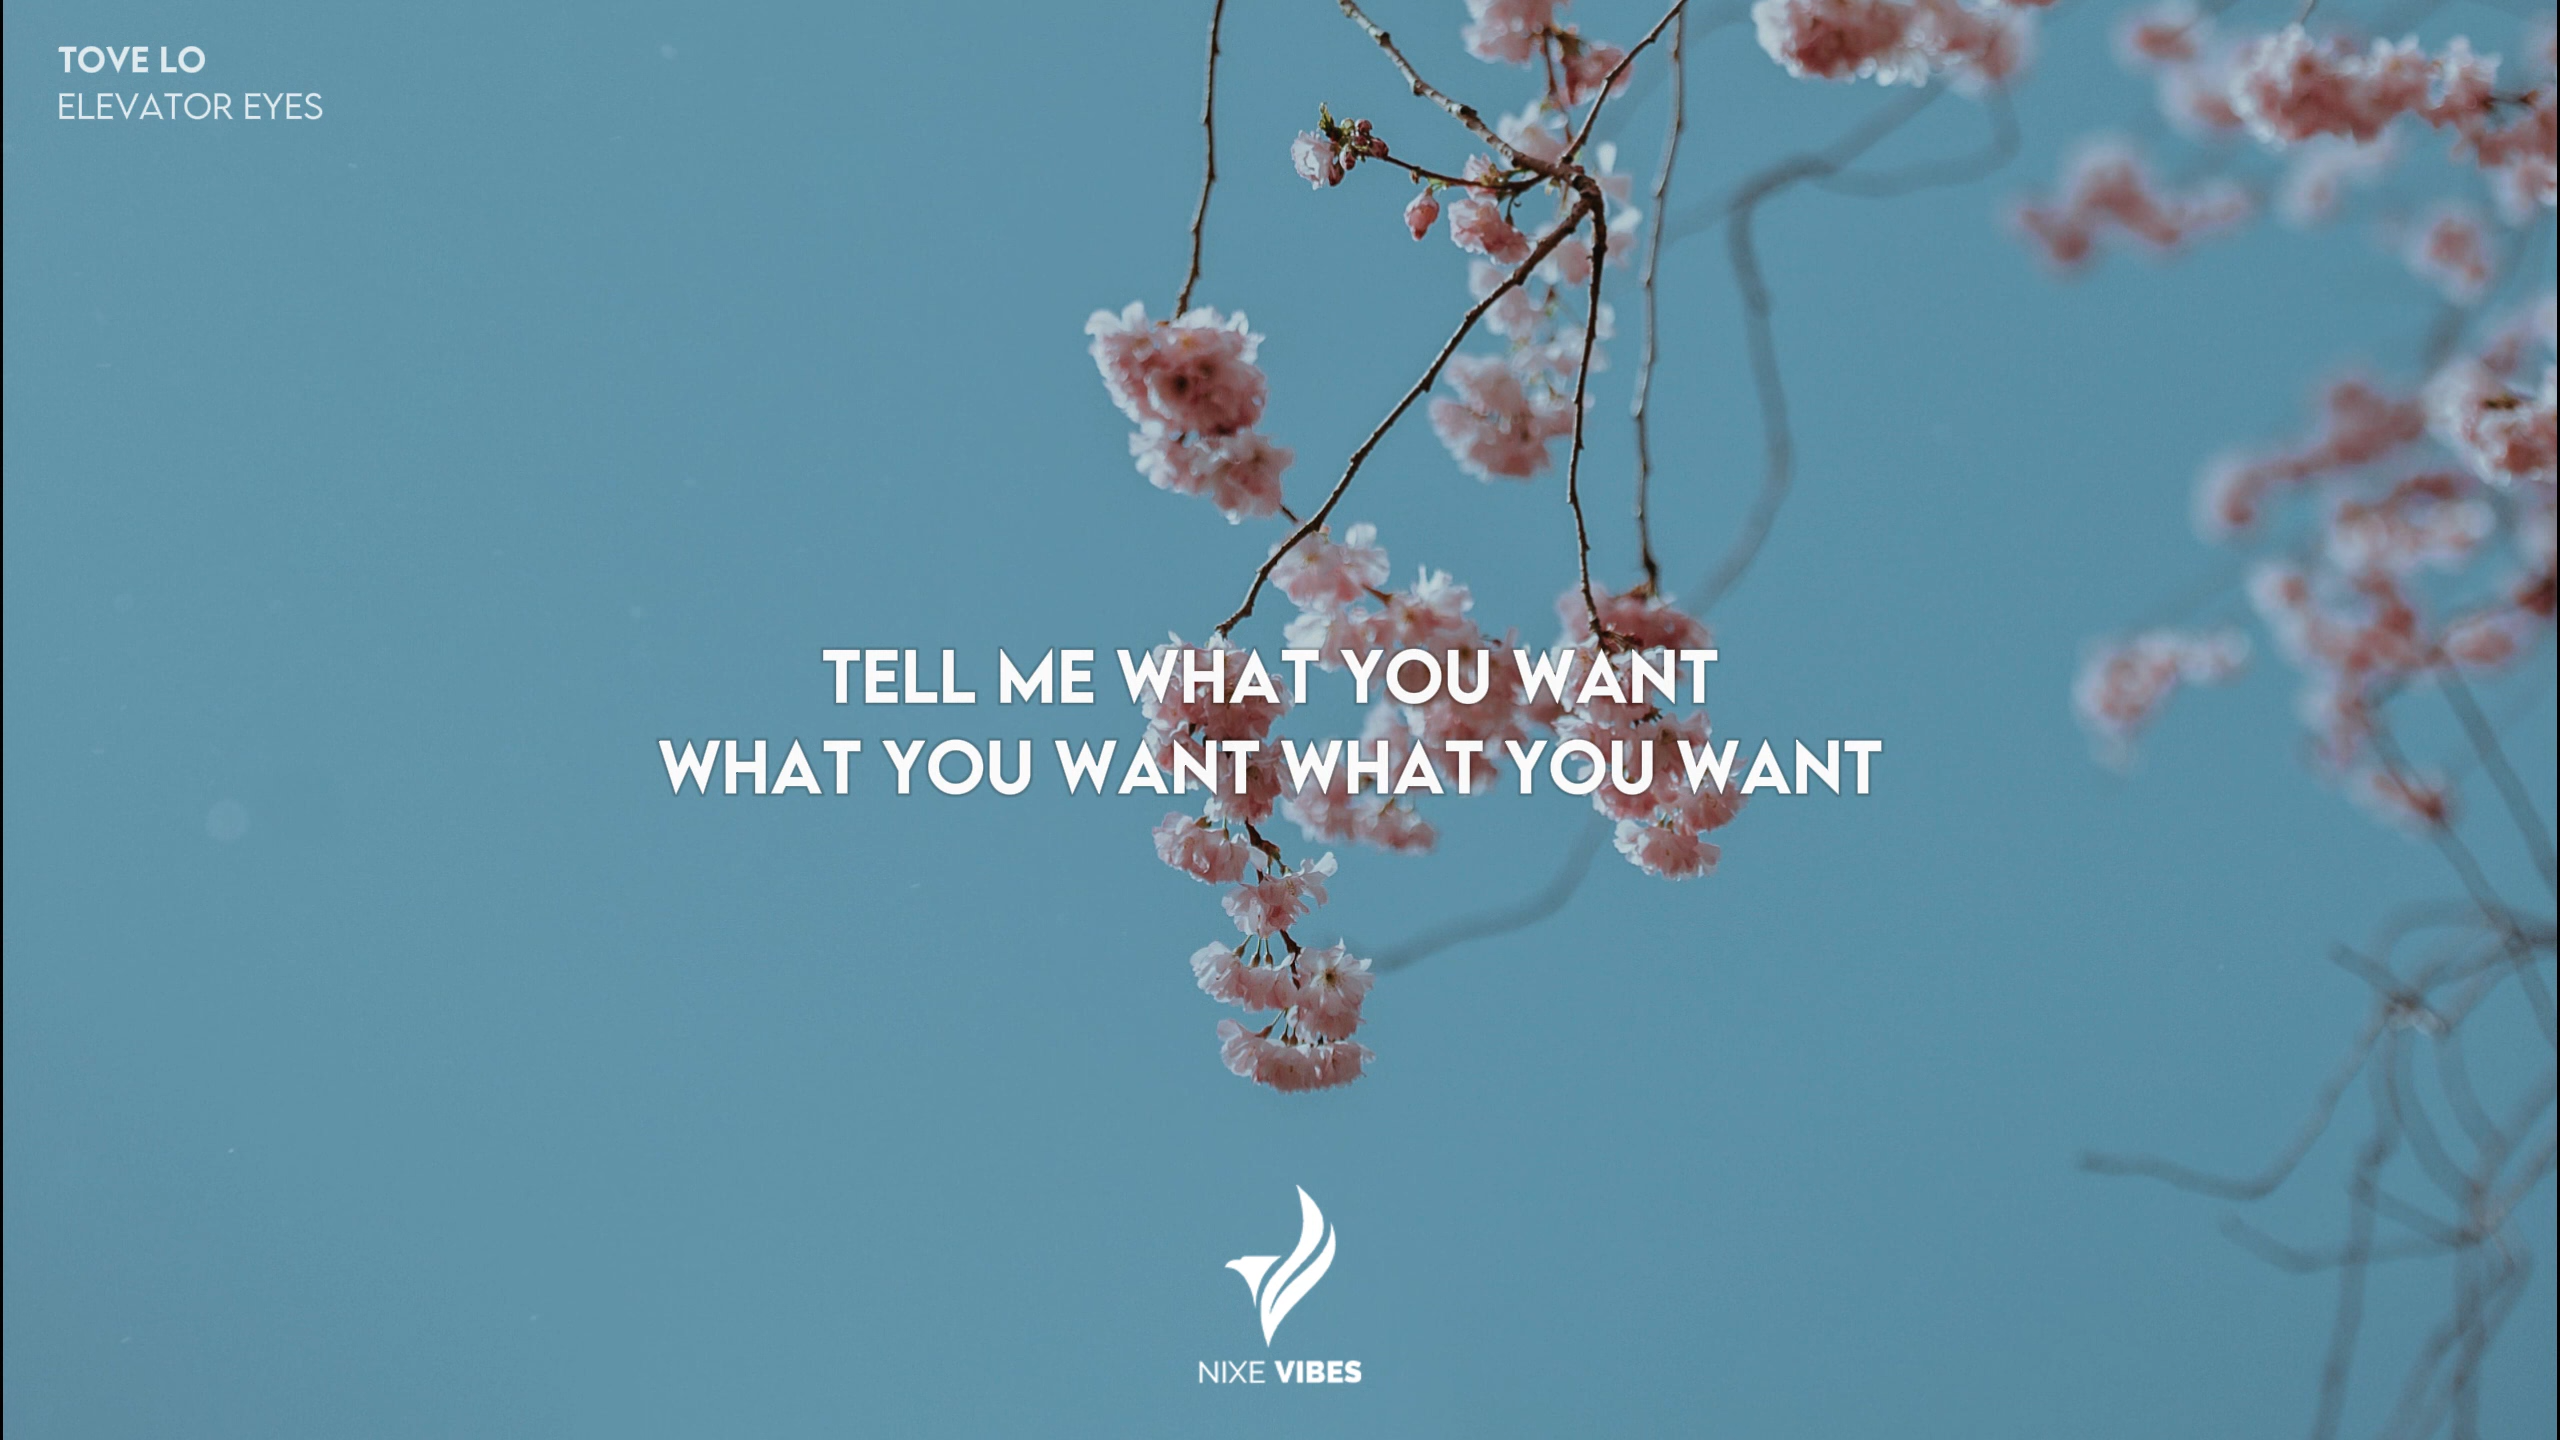 TOVE LO
ELEVATOR EYES
TELL ME WHAT YOU WANT
WHAT YOU WANT WHAT YOU WANT
NIXE VIBES